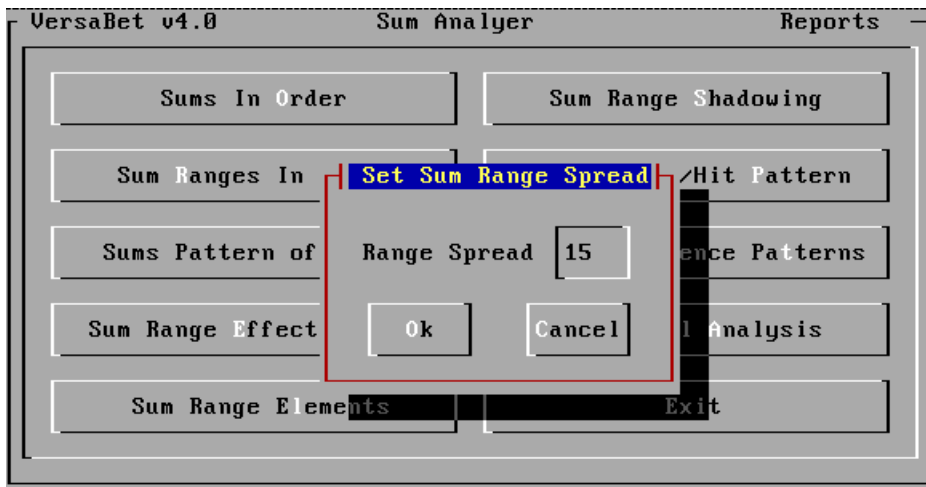 VersaBet v4.0 Sum Analyer Reports
Sums In Order Sum Range Shadowing
Sum Ranges In /Hit Pattern
Set Sum Range Spread
Sums Pattern of ence Patterns
Range Spread 15
Sum Range Effect l Analysis
Ok Cancel
Sum Range Elements Exit